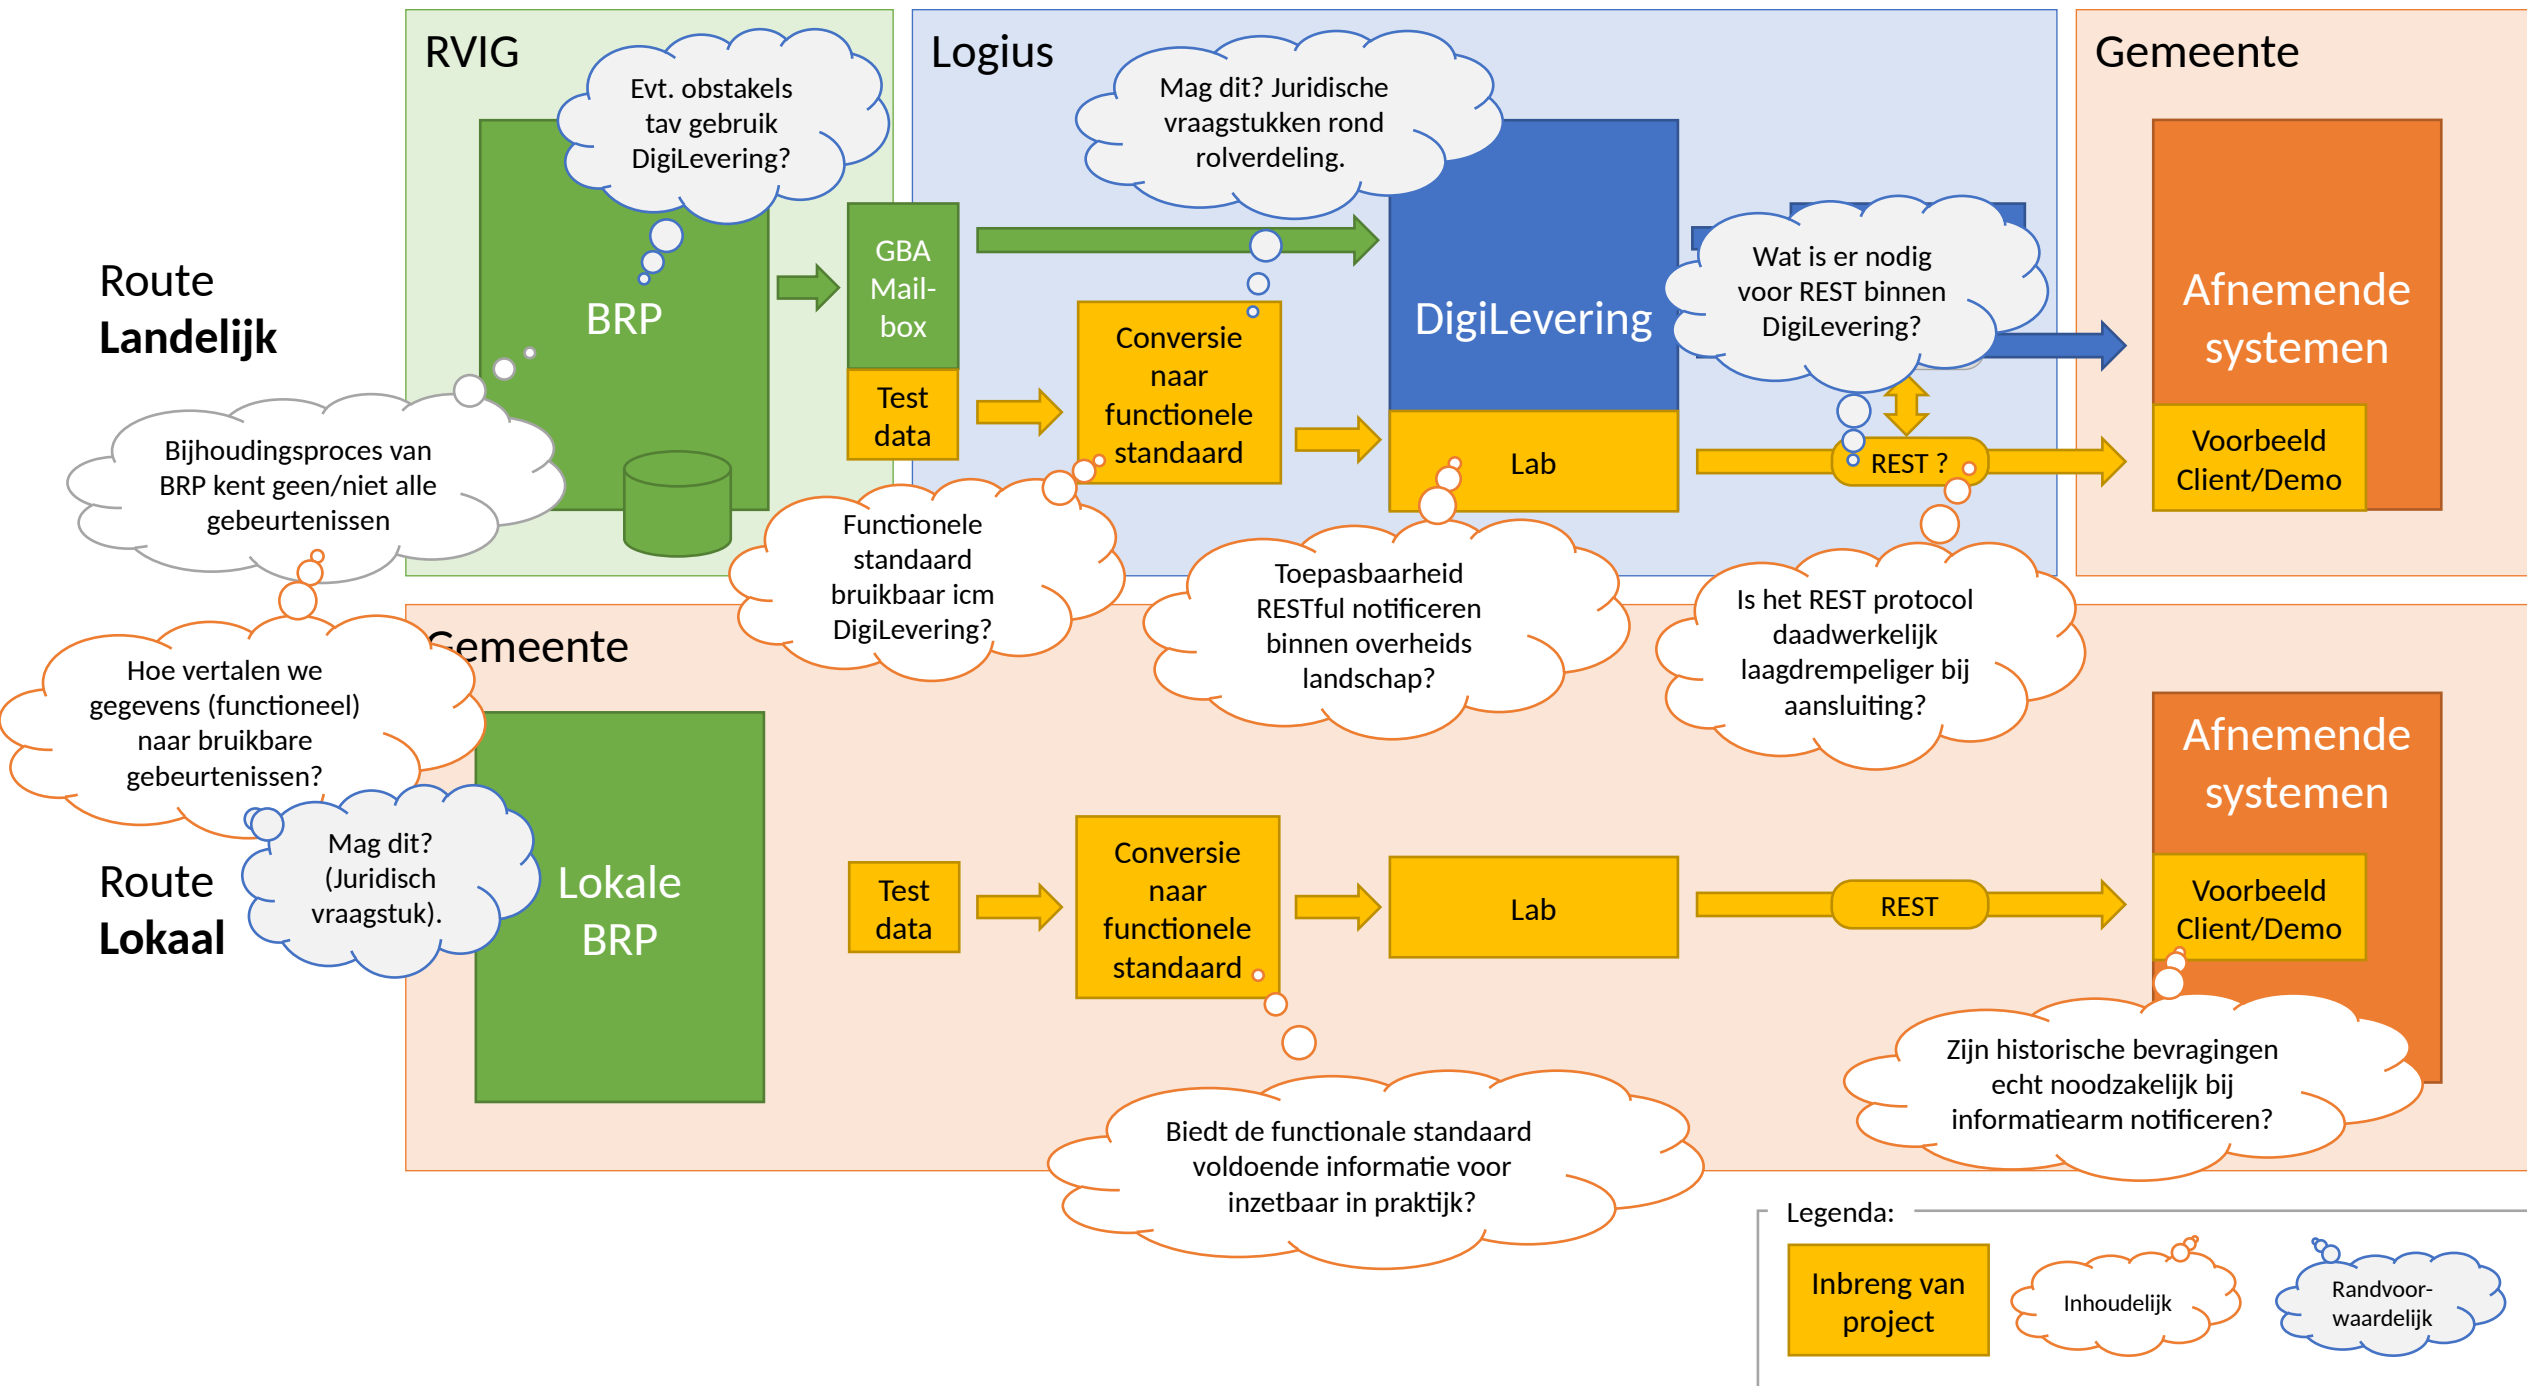 RVIG
Logius
Gemeente
Evt. obstakels
tav gebruik
DigiLevering?
Mag dit? Juridische
vraagstukken rond
rolverdeling.
Route
Landelijk
BRP
GBA
Mail-
box
Test
data
Conversie
naar
functionele
standaard
DigiLevering
Lab
Wat is er nodig
voor REST binnen
DigiLevering?
REST ?
Afnemende
systemen
Voorbeeld
Client/Demo
Bijhoudingsproces van
BRP kent geen/niet alle
gebeurtenissen
Functionele
standaard
bruikbaar icm
DigiLevering?
Toepasbaarheid
RESTful notificeren
binnen overheids
landschap?
Is het REST protocol
daadwerkelijk
laagdrempeliger bij
aansluiting?
Gemeente
Hoe vertalen we
gegevens (functioneel)
naar bruikbare
gebeurtenissen?
Mag dit?
(Juridisch
vraagstuk).
Route
Lokaal
Lokale
BRP
Test
data
Conversie
naar
functionele
standaard
Lab
REST
Afnemende
systemen
Voorbeeld
Client/Demo
Zijn historische bevragingen
echt noodzakelijk bij
informatiearm notificeren?
Biedt de functionale standaard
voldoende informatie voor
inzetbaar in praktijk?
Legenda:
Inbreng van
project
Inhoudelijk
Randvoor-
waardelijk